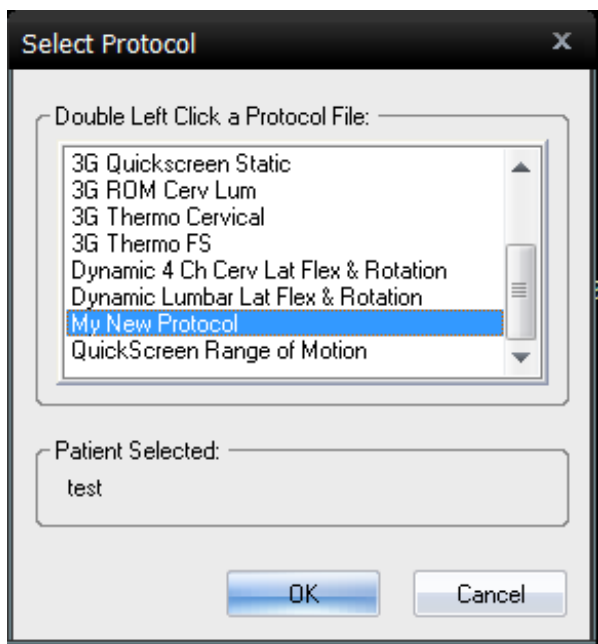 Select Protocol
x
Double Left Click a Protocol File:
3G Quickscreen Static
3G ROM Cerv Lum
3G Thermo Cervical
3G Thermo FS
Dynamic 4 Ch Cerv Lat Flex & Rotation
Dynamic Lumbar Lat Flex & Rotation
My New Protocol
QuickScreen Range of Motion
Patient Selected:
test
OK
Cancel